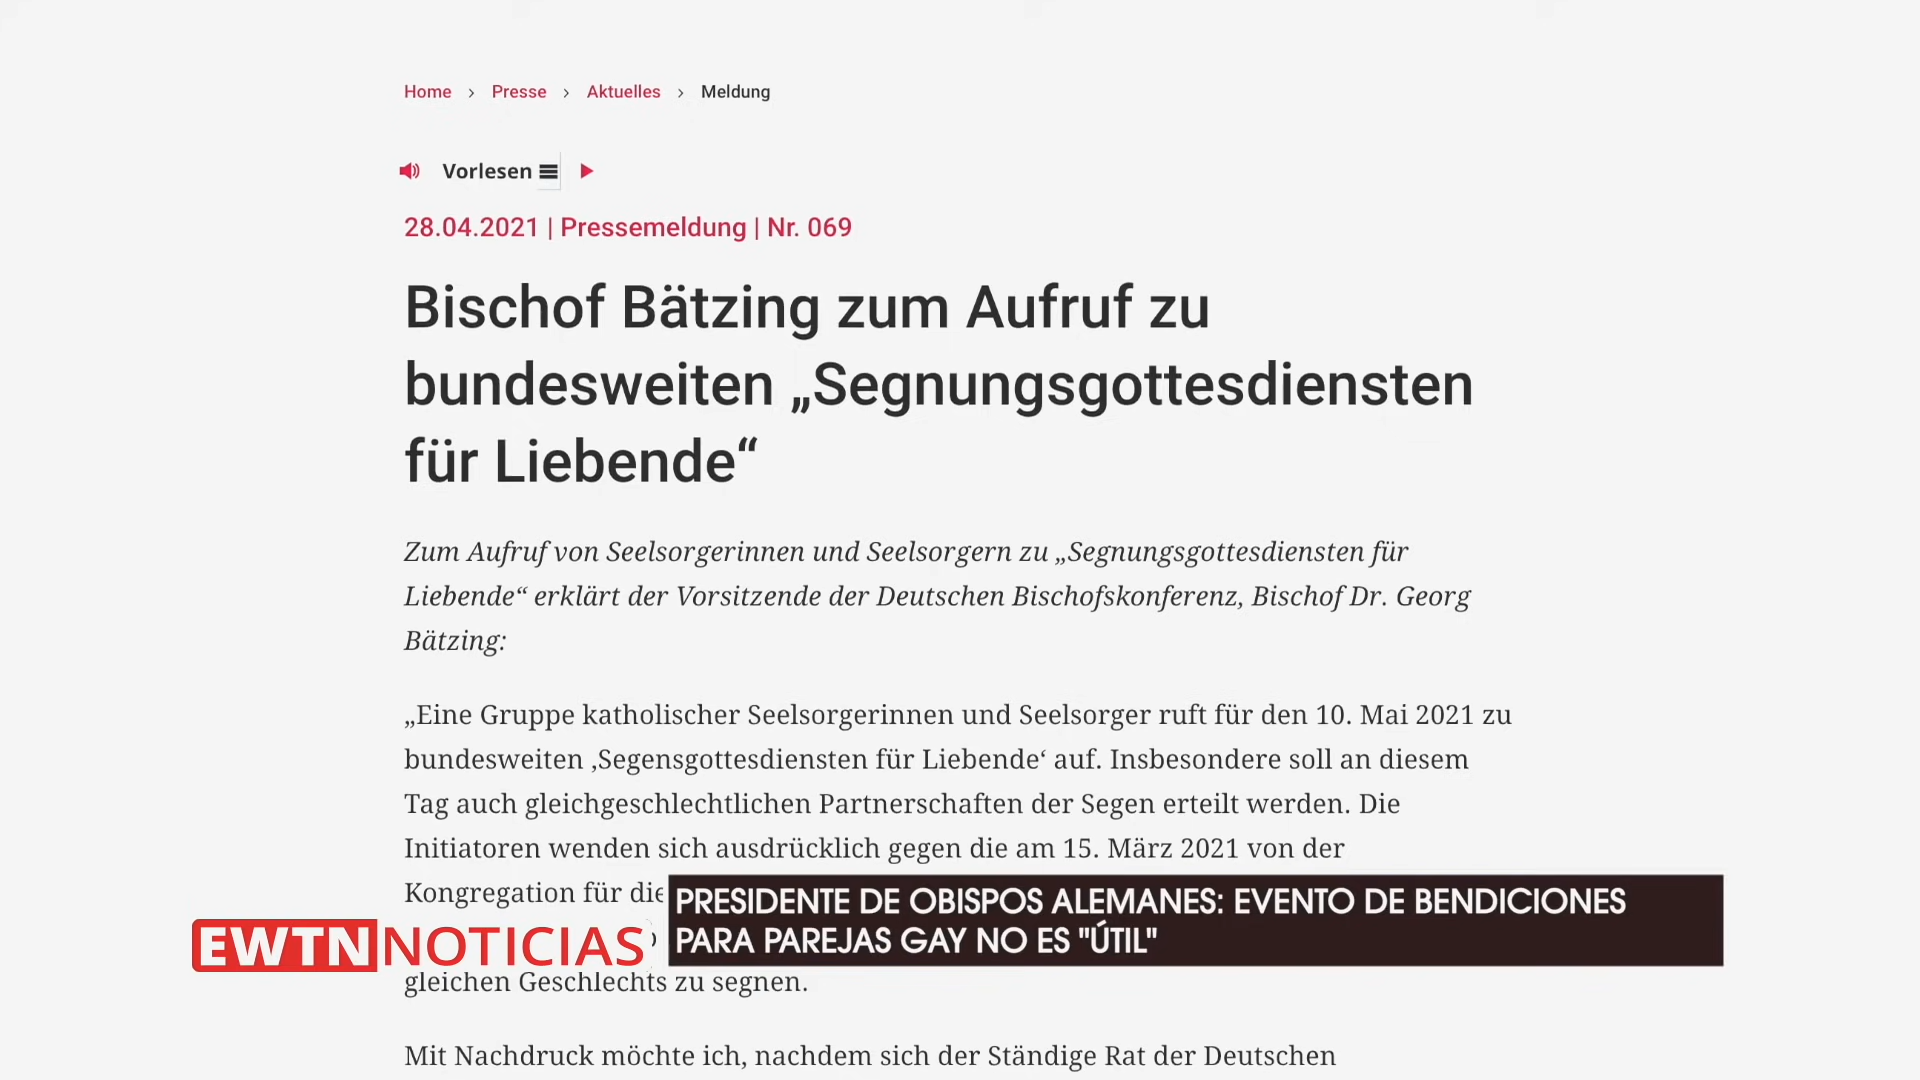 Home › Presse › Aktuelles › Meldung
Vorlesen
28.04.2021 | Pressemeldung | Nr. 069
Bischof Bätzing zum Aufruf zu
bundesweiten „Segnungsgottesdiensten
für Liebende“
Zum Aufruf von Seelsorgerinnen und Seelsorgern zu „Segnungsgottesdiensten für
Liebende“ erklärt der Vorsitzende der Deutschen Bischofskonferenz, Bischof Dr. Georg
Bätzing:
„Eine Gruppe katholischer Seelsorgerinnen und Seelsorger ruft für den 10. Mai 2021 zu
bundesweiten ‚Segensgottesdiensten für Liebende‘ auf. Insbesondere soll an diesem
Tag auch gleichgeschlechtlichen Partnerschaften der Segen erteilt werden. Die
Initiatoren wenden sich ausdrücklich gegen die am 15. März 2021 von der
Kongregation für die
PRESIDENTE DE OBISPOS ALEMANES: EVENTO DE BENDICIONES
PARA PAREJAS GAY NO ES "ÚTIL"
EWTN NOTICIAS
gleichen Geschlechts zu segnen.
Mit Nachdruck möchte ich, nachdem sich der Ständige Rat der Deutschen